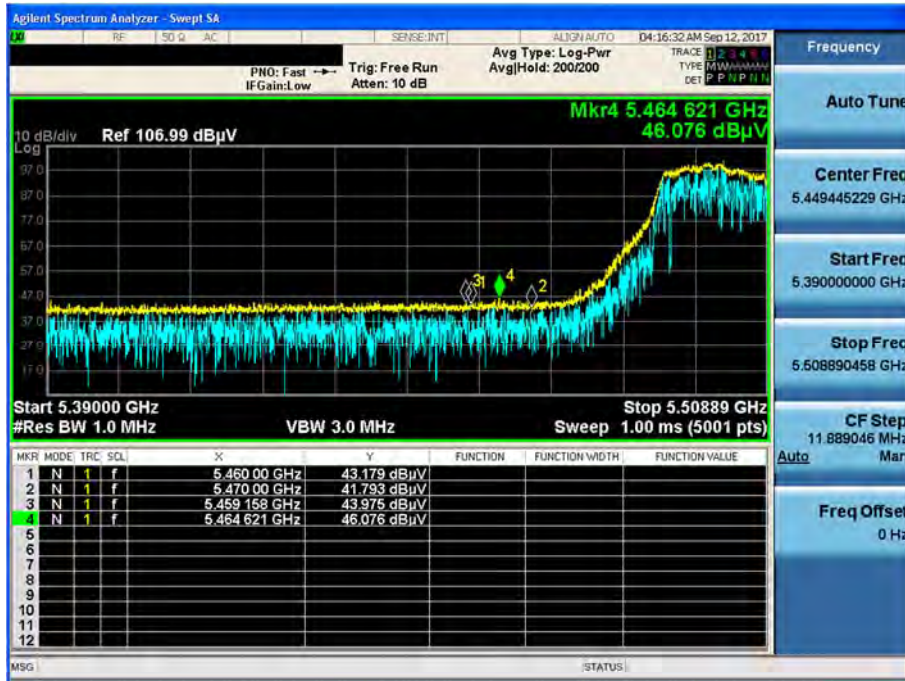 Agilent Spectrum Analyzer - Swept SA
RF 50 Ω AC SENSE:INT ALIGN AUTO 04:16:32 AM Sep 12, 2017
PNO: Fast Trig: Free Run Avg Type: Log-Pwr TRACE 1 2 3 4 5 6
IFGain:Low Atten: 10 dB Avg|Hold: 200/200 TYPE M
DET P P N P N N
Frequency
Auto Tune
Center Freq
5.449445229 GHz
Start Freq
5.390000000 GHz
Stop Freq
5.508890458 GHz
CF Step
11.889046 MHz
Auto Man
Freq Offset
0 Hz
Mkr4 5.464 621 GHz
46.076 dBµV
10 dB/div Ref 106.99 dBµV
Log
97.0
87.0
77.0
67.0
57.0
47.0
37.0
27.0
17.0
3 1 4 2
Start 5.39000 GHz Stop 5.50889 GHz
#Res BW 1.0 MHz VBW 3.0 MHz Sweep 1.00 ms (5001 pts)
MKR MODE TRC SCL X Y FUNCTION FUNCTION WIDTH FUNCTION VALUE
1 N 1 f 5.460 00 GHz 43.179 dBµV
2 N 1 f 5.470 00 GHz 41.793 dBµV
3 N 1 f 5.459 158 GHz 43.975 dBµV
4 N 1 f 5.464 621 GHz 46.076 dBµV
5
6
7
8
9
10
11
12
MSG STATUS